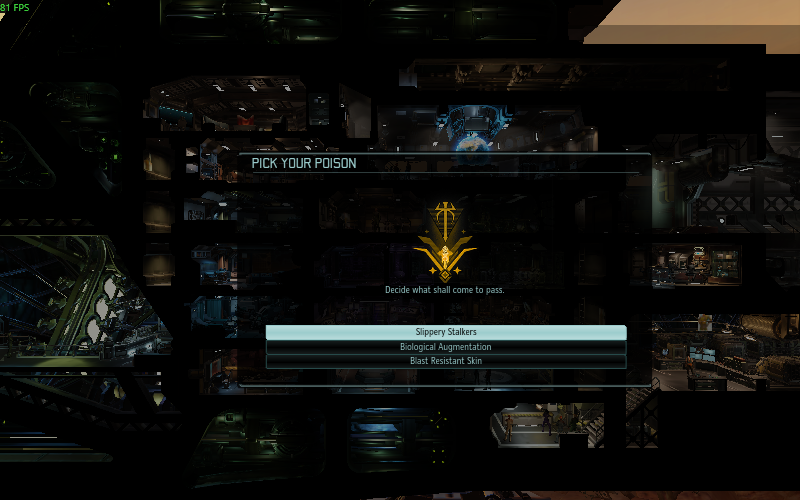 81 FPS
PICK YOUR POISON
Decide what shall come to pass.
Slippery Stalkers
Biological Augmentation
Blast Resistant Skin